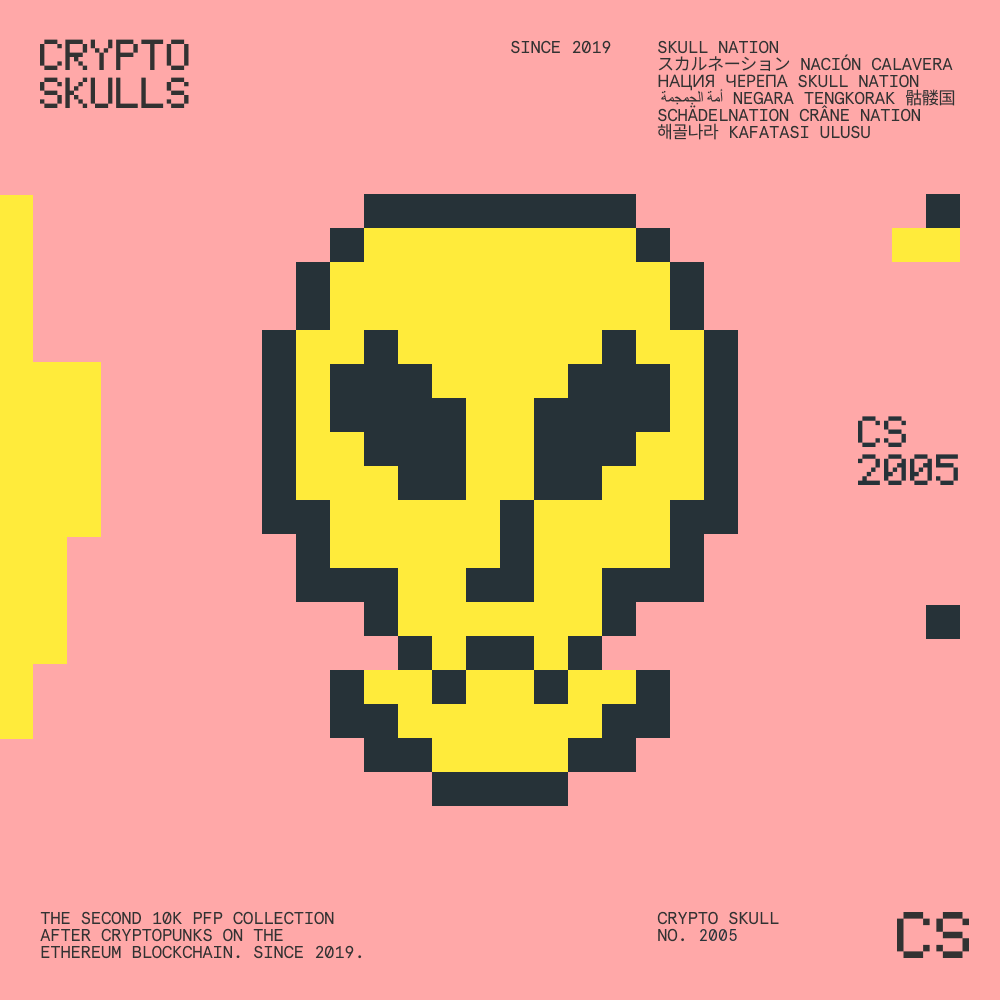 CRYPTO
SKULLS
SINCE 2019
SKULL NATION
スカルネーション NACIÓN CALAVERA
НАЦИЯ ЧЕРЕПА SKULL NATION
أمة الجمجمة NEGARA TENGKORAK 骷髅国
SCHÄDELNATION CRÂNE NATION
해골나라 KAFATASI ULUSU
CS
2005
THE SECOND 10K PFP COLLECTION
AFTER CRYPTOPUNKS ON THE
ETHEREUM BLOCKCHAIN. SINCE 2019.
CRYPTO SKULL
NO. 2005
CS